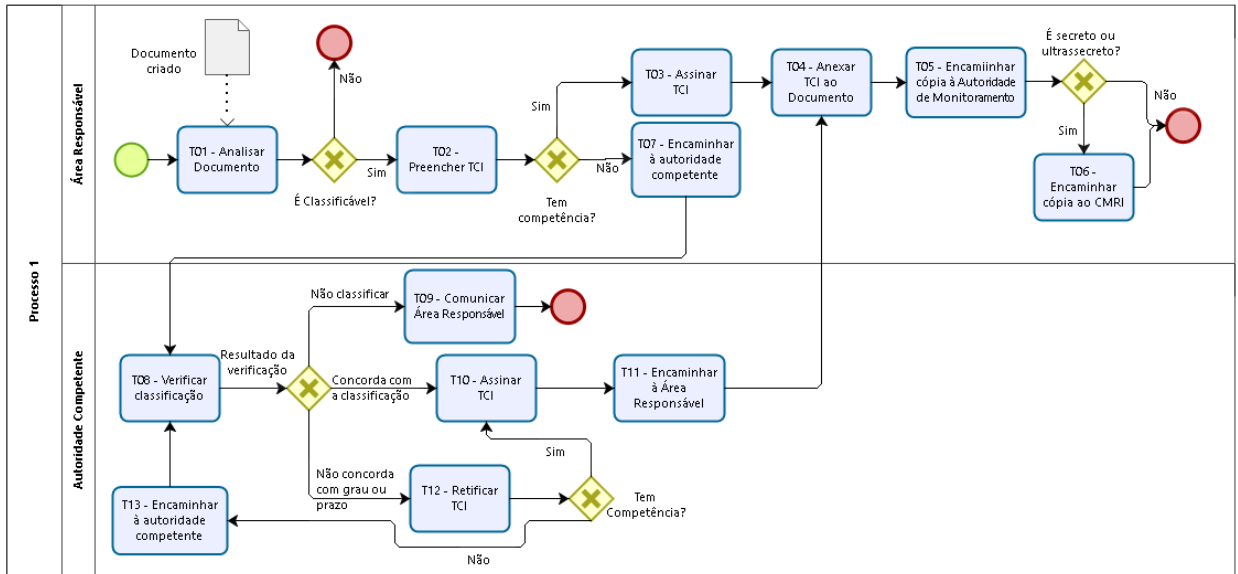 Processo 1
Área Responsável
Documento
criado
T01 - Analisar
Documento
Não
É Classificável?
Sim
T02 -
Preencher TCI
Tem
competência?
Sim
Não
T03 - Assinar
TCI
T07 -
Encaminhar
à autoridade
competente
T04 - Anexar
TCI ao
Documento
T05 - Encamiinhar
cópia à Autoridade
de Monitoramento
É secreto ou
ultrassecreto?
Não
Sim
T06 -
Encaminhar
cópia ao CMRI
Autoridade Competente
T08 - Verificar
classificação
Resultado da
verificação
Não classificar
T09 - Comunicar
Área Responsável
Concorda com
a classificação
T10 - Assinar
TCI
T11 - Encaminhar
à Área
Responsável
Não concorda
com grau ou
prazo
T12 - Retificar
TCI
Sim
Tem
Competência?
Não
T13 - Encaminhar
à autoridade
competente